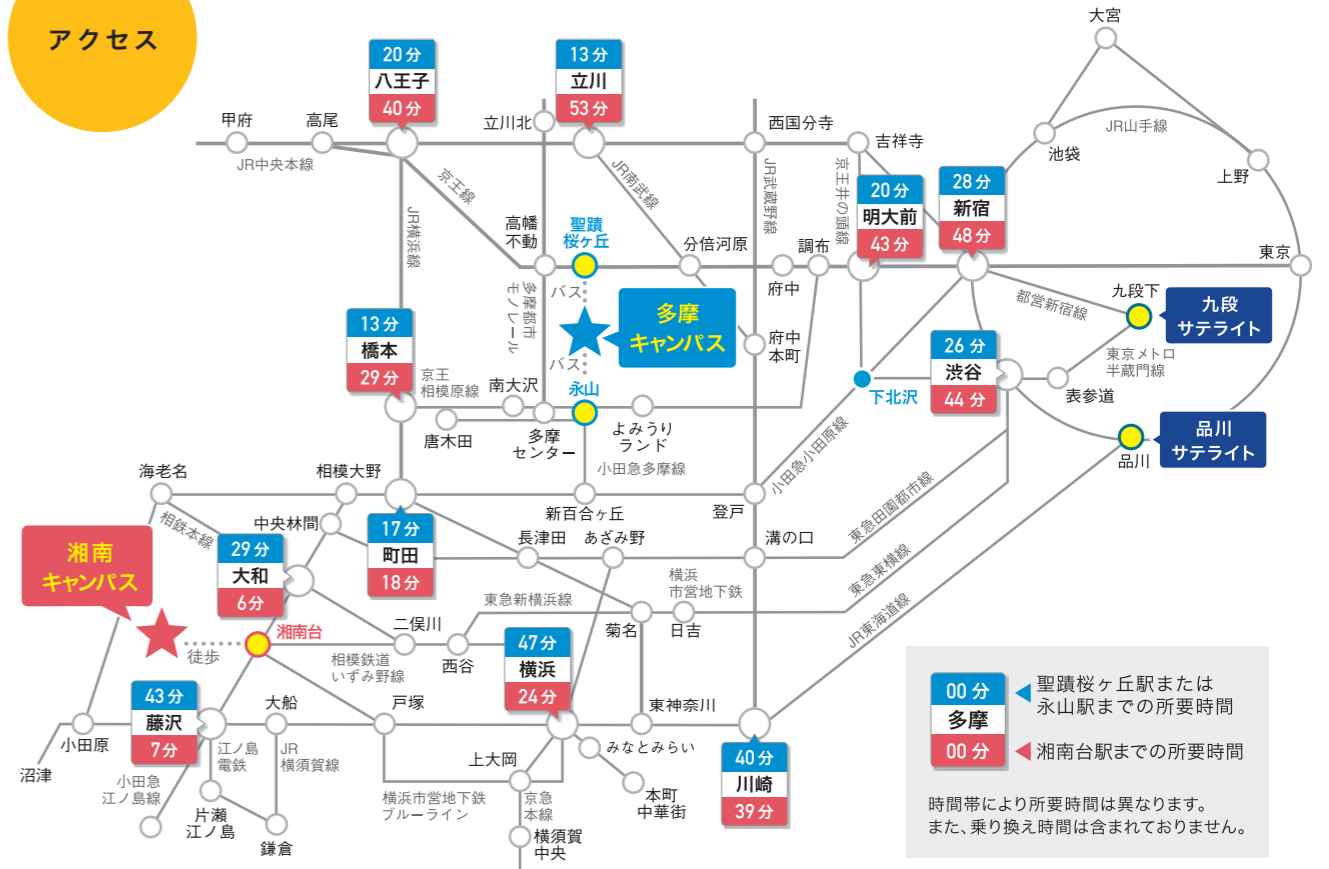 アクセス
大宮
20分
八王子
40分
13分
立川
53分
甲府
高尾
立川北
西国分寺
吉祥寺
池袋
JR山手線
上野
JR中央本線
京王線
JR南武線
JR武蔵野線
京王井の頭線
JR横浜線
20分
明大前
43分
28分
新宿
48分
高幡
不動
聖蹟
桜ヶ丘
分倍河原
調布
府中
東京
バス
多摩都市
モノレール
多摩
キャンパス
バス
都営新宿線
九段下
九段
サテライト
府中
本町
13分
橋本
29分
京王
相模原線
南大沢
永山
下北沢
26分
渋谷
44分
東京メトロ
半蔵門線
表参道
唐木田
多摩
センター
よみうり
ランド
小田急多摩線
小田急小田原線
品川
品川
サテライト
海老名
相模大野
新百合ヶ丘
登戸
相鉄本線
中央林間
17分
町田
18分
長津田
あざみ野
溝の口
東急田園都市線
湘南
キャンパス
29分
大和
6分
横浜
市営地下鉄
東急東横線
東急新横浜線
菊名
日吉
JR東海道線
徒歩
湘南台
二俣川
西谷
相模鉄道
いずみ野線
47分
横浜
24分
43分
藤沢
7分
小田原
大船
戸塚
東神奈川
沼津
江ノ島
電鉄
JR
横須賀線
上大岡
みなとみらい
40分
川崎
39分
小田急
江ノ島線
片瀬
江ノ島
鎌倉
横浜市営地下鉄
ブルーライン
京急
本線
本町
中華街
横須賀
中央
00分
多摩
00分
聖蹟桜ヶ丘駅または
永山駅までの所要時間
湘南台駅までの所要時間
時間帯により所要時間は異なります。
また、乗り換え時間は含まれておりません。